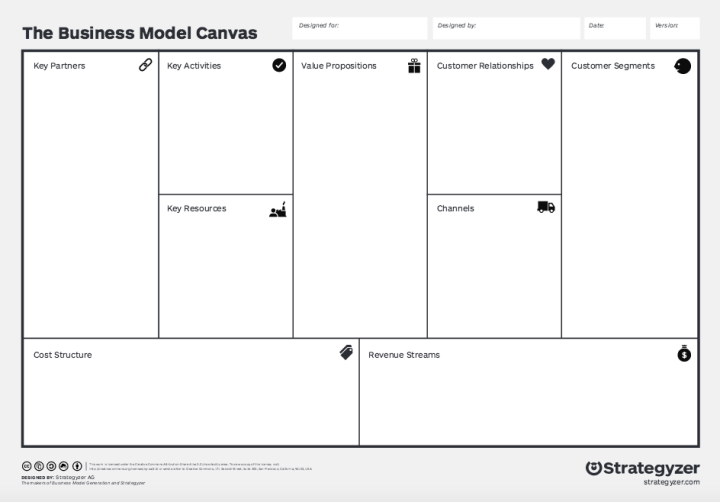 The Business Model Canvas
Designed for:
Designed by:
Date:
Version:
Key Partners
Key Activities
Value Propositions
Customer Relationships
Customer Segments
Key Resources
Channels
Cost Structure
Revenue Streams
$
DESIGNED BY: Strategyzer AG
The makers of Business Model Generation and Strategyzer
Strategyzer
strategyzer.com